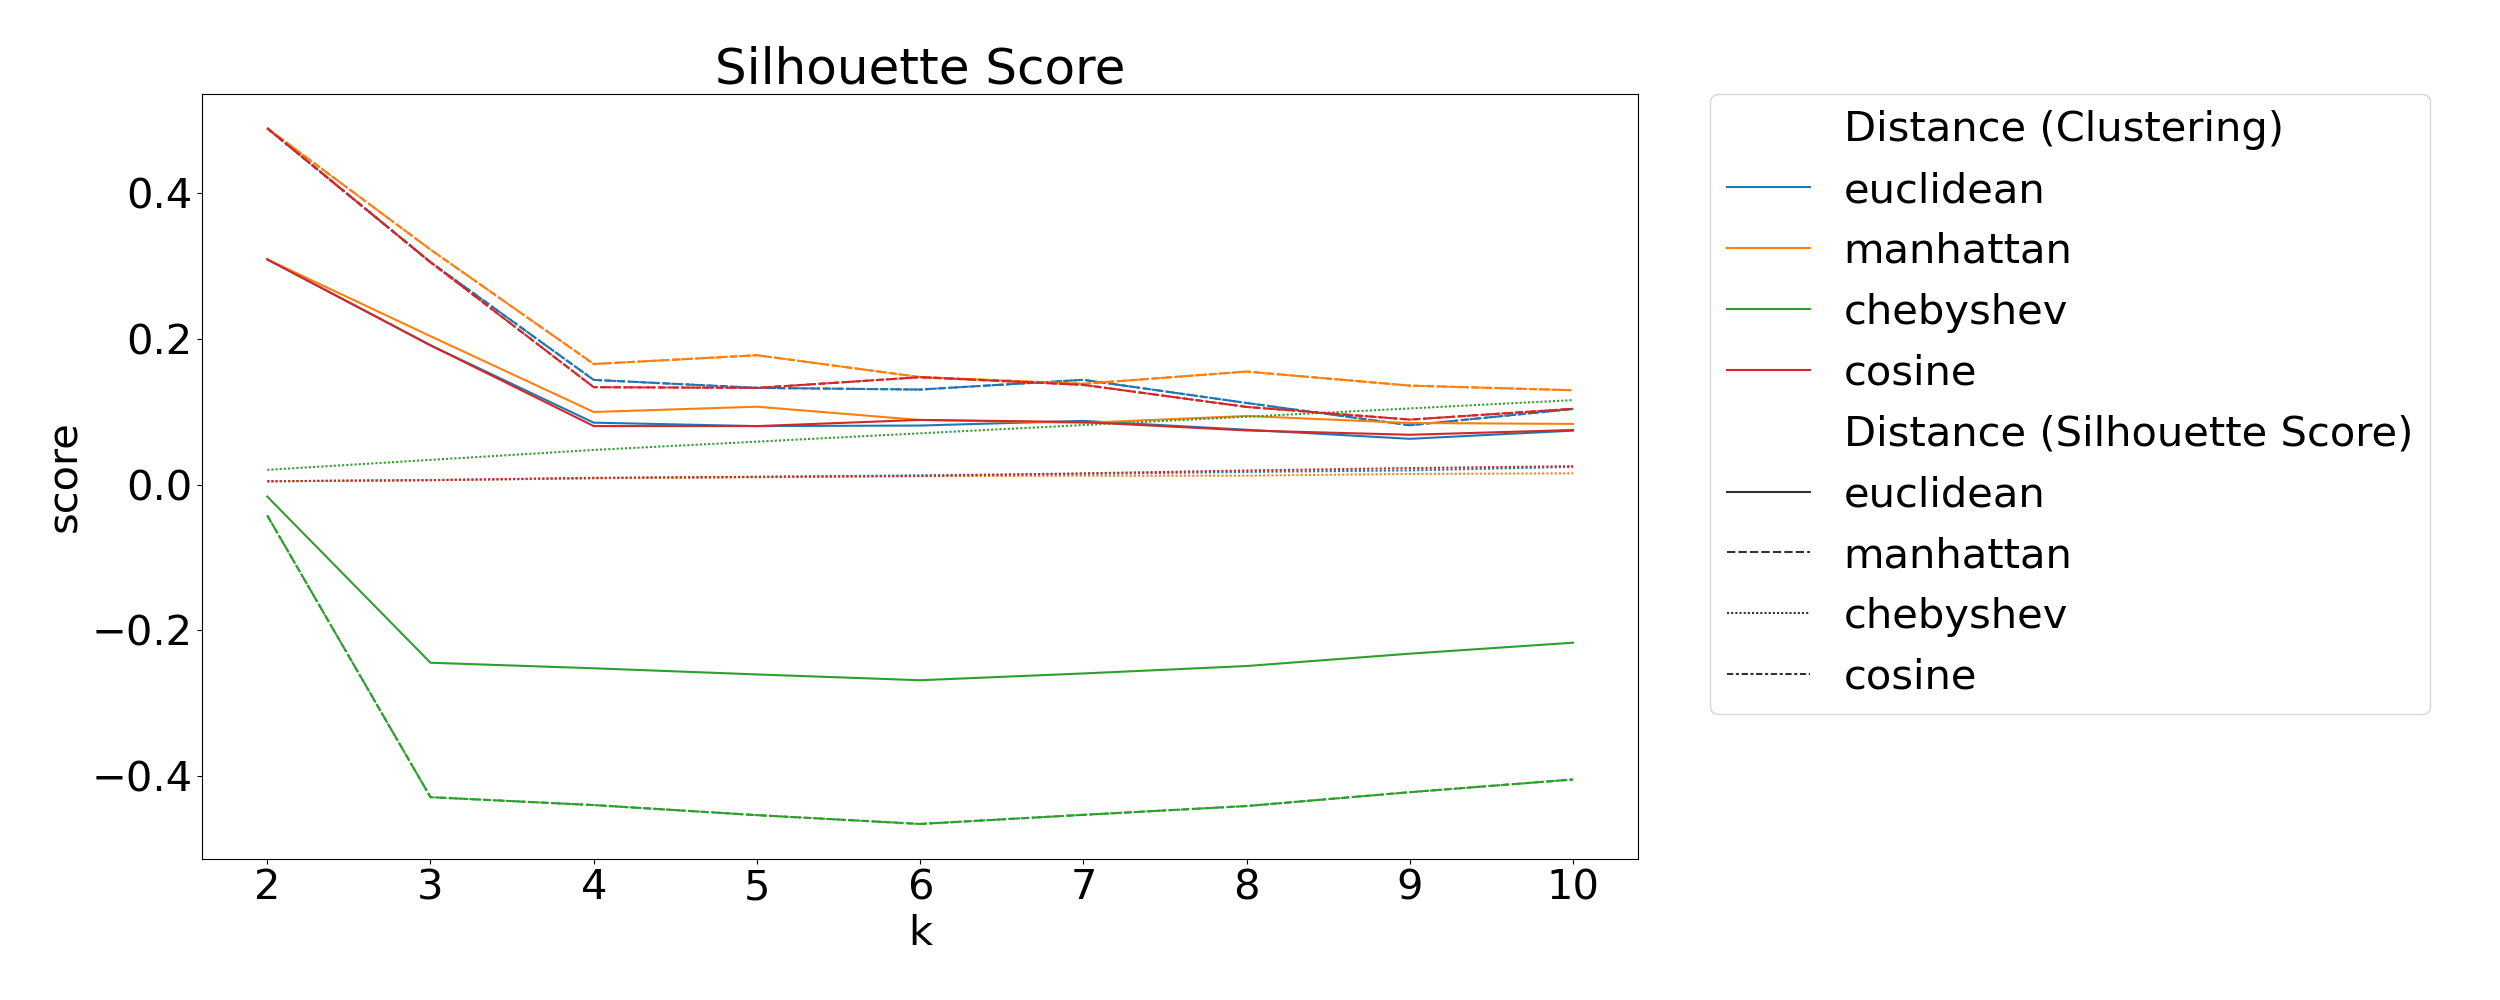 Silhouette Score
score
0.4
0.2
0.0
−0.2
−0.4
2 3 4 5 6 7 8 9 10
k
Distance (Clustering)
euclidean
manhattan
chebyshev
cosine
Distance (Silhouette Score)
euclidean
manhattan
chebyshev
cosine